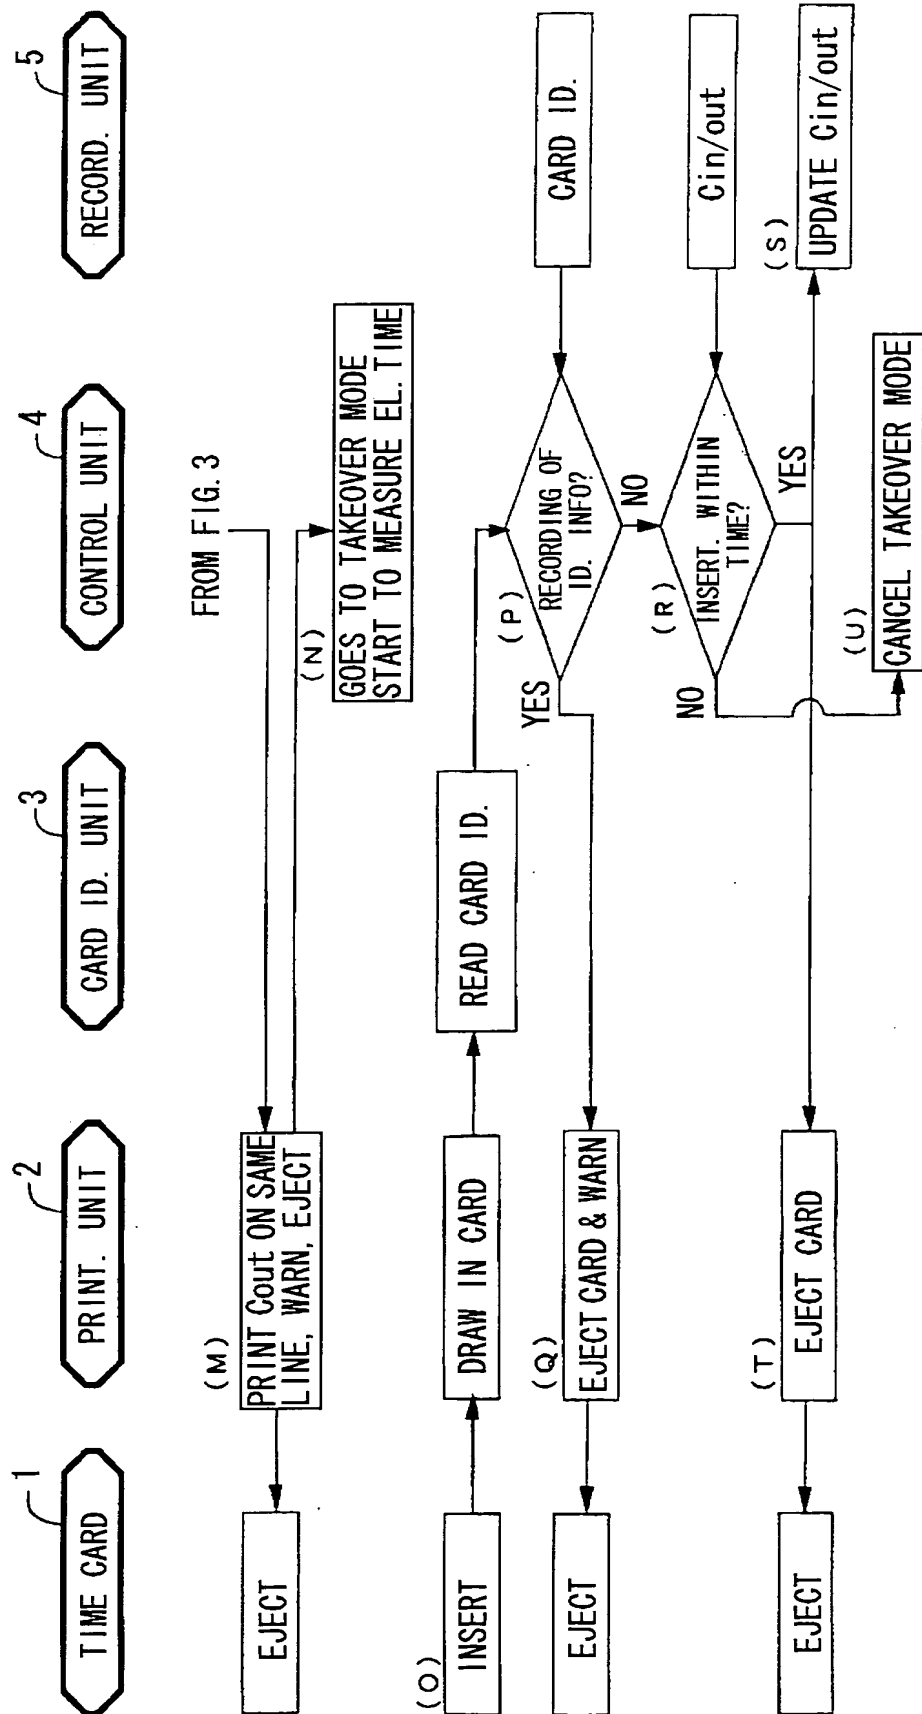 1
TIME CARD
2
PRINT. UNIT
3
CARD ID. UNIT
4
CONTROL UNIT
5
RECORD. UNIT
FROM FIG. 3
EJECT
(M)
PRINT Cout ON SAME
LINE, WARN, EJECT
(N)
GOES TO TAKEOVER MODE
START TO MEASURE EL. TIME
(O)
INSERT
DRAW IN CARD
READ CARD ID.
(P)
RECORDING OF
ID. INFO?
CARD ID.
YES
NO
EJECT
(Q)
EJECT CARD & WARN
(R)
INSERT. WITHIN
TIME?
Cin/out
NO
YES
EJECT
(T)
EJECT CARD
(S)
UPDATE Cin/out
(U)
CANCEL TAKEOVER MODE